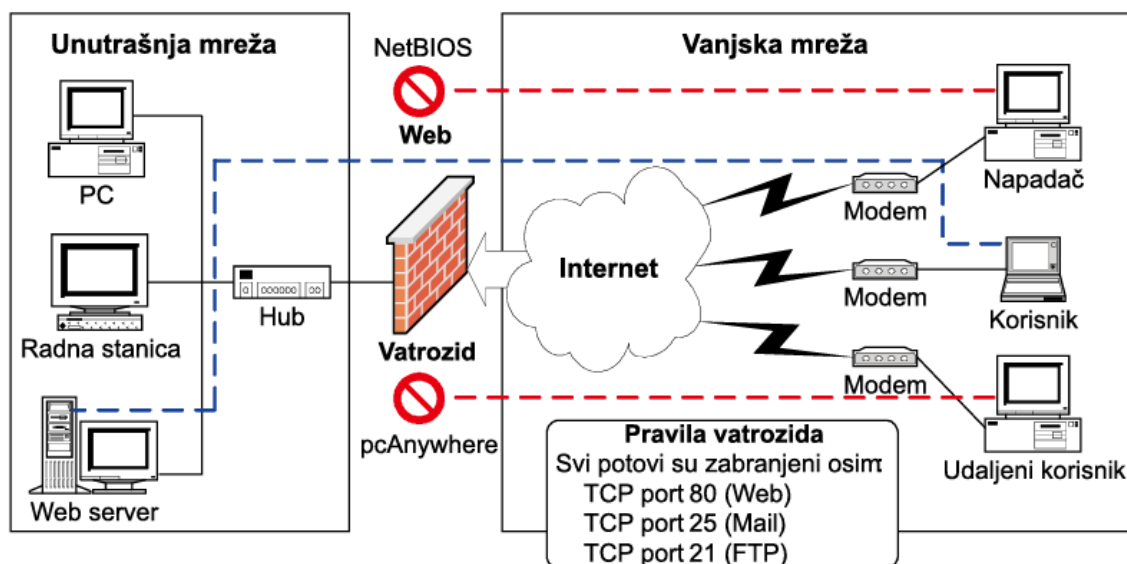 Unutrašnja mreža
PC
Radna stanica
Web server
Hub
NetBIOS
Web
Vatrozid
pcAnywhere
Vanjska mreža
Internet
Modem
Modem
Modem
Napadač
Korisnik
Udaljeni korisnik
Pravila vatrozida
Svi potovi su zabranjeni osim
TCP port 80 (Web)
TCP port 25 (Mail)
TCP port 21 (FTP)